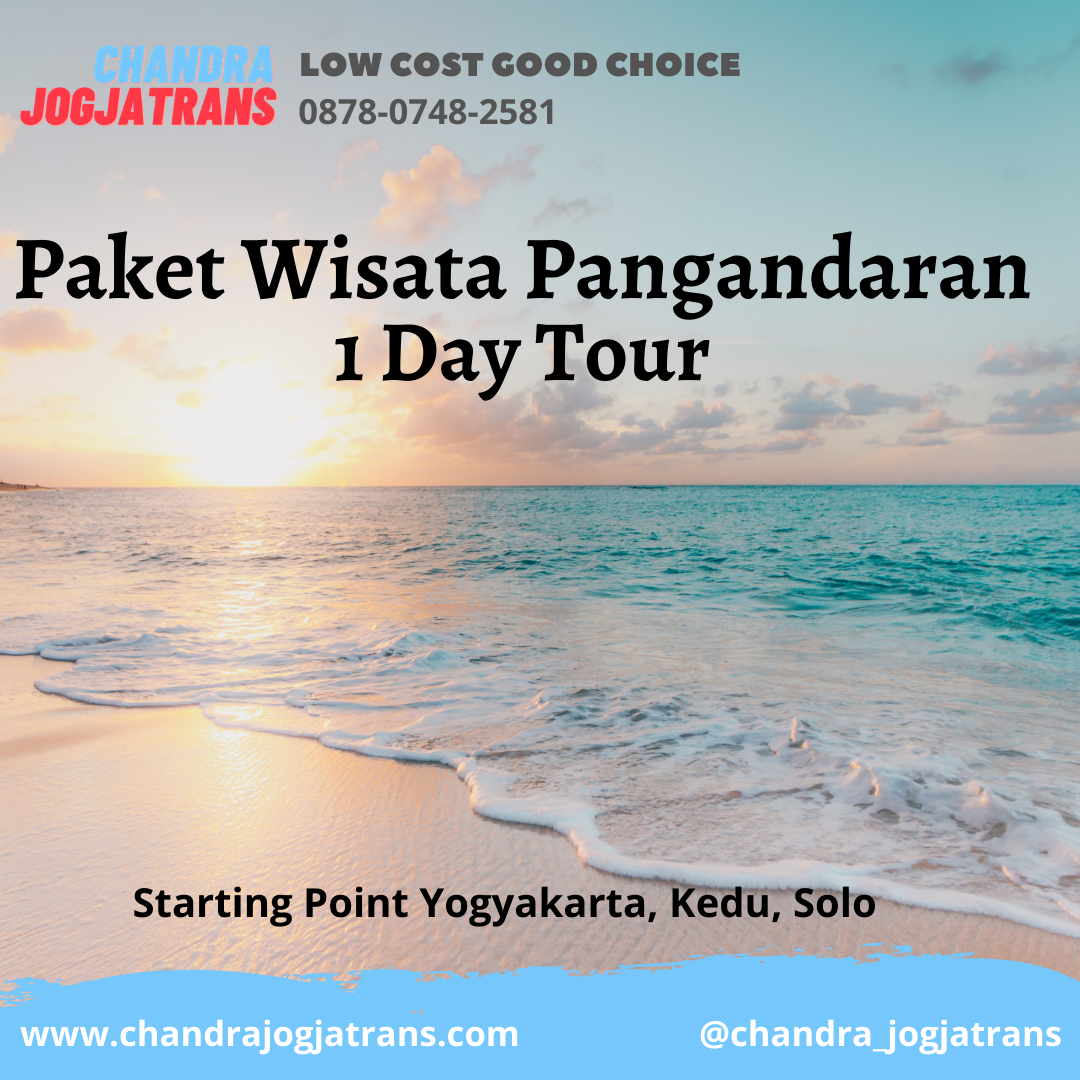 CHANDRA
JOGJATRANS
LOW COST GOOD CHOICE
0878-0748-2581
Paket Wisata Pangandaran
1 Day Tour
Starting Point Yogyakarta, Kedu, Solo
www.chandrajogjatrans.com
@chandra_jogjatrans